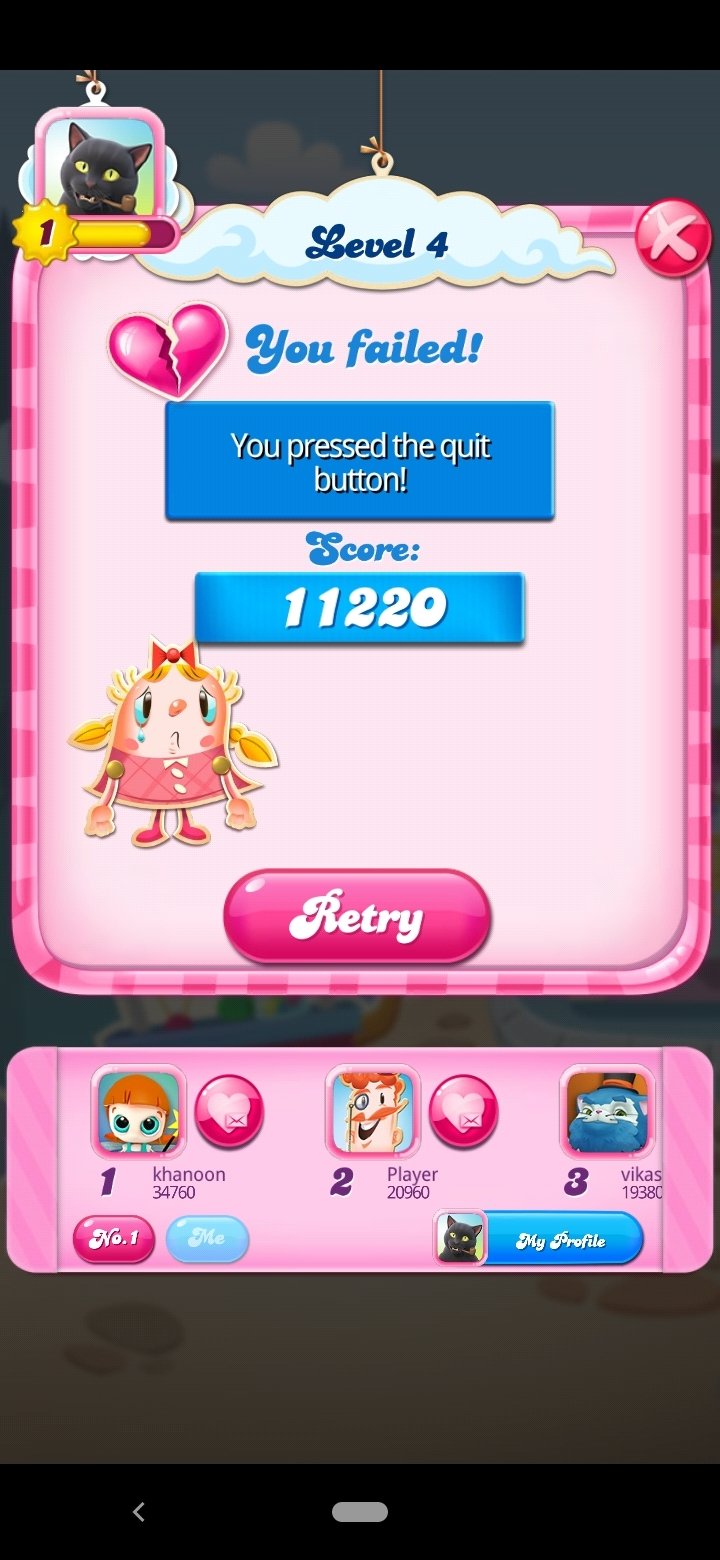 1
Level 4
You failed!
You pressed the quit
button!
Score:
11220
Retry
1 khanoon
34760
2 Player
20960
3 vikas
19380
No.1
Me
My Profile